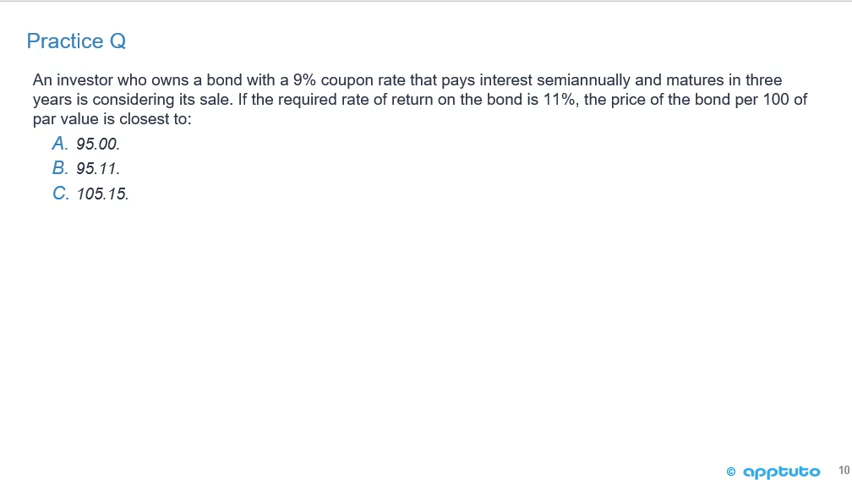 Practice Q
An investor who owns a bond with a 9% coupon rate that pays interest semiannually and matures in three
years is considering its sale. If the required rate of return on the bond is 11%, the price of the bond per 100 of
par value is closest to:
A. 95.00.
B. 95.11.
C. 105.15.
© apptuto 10